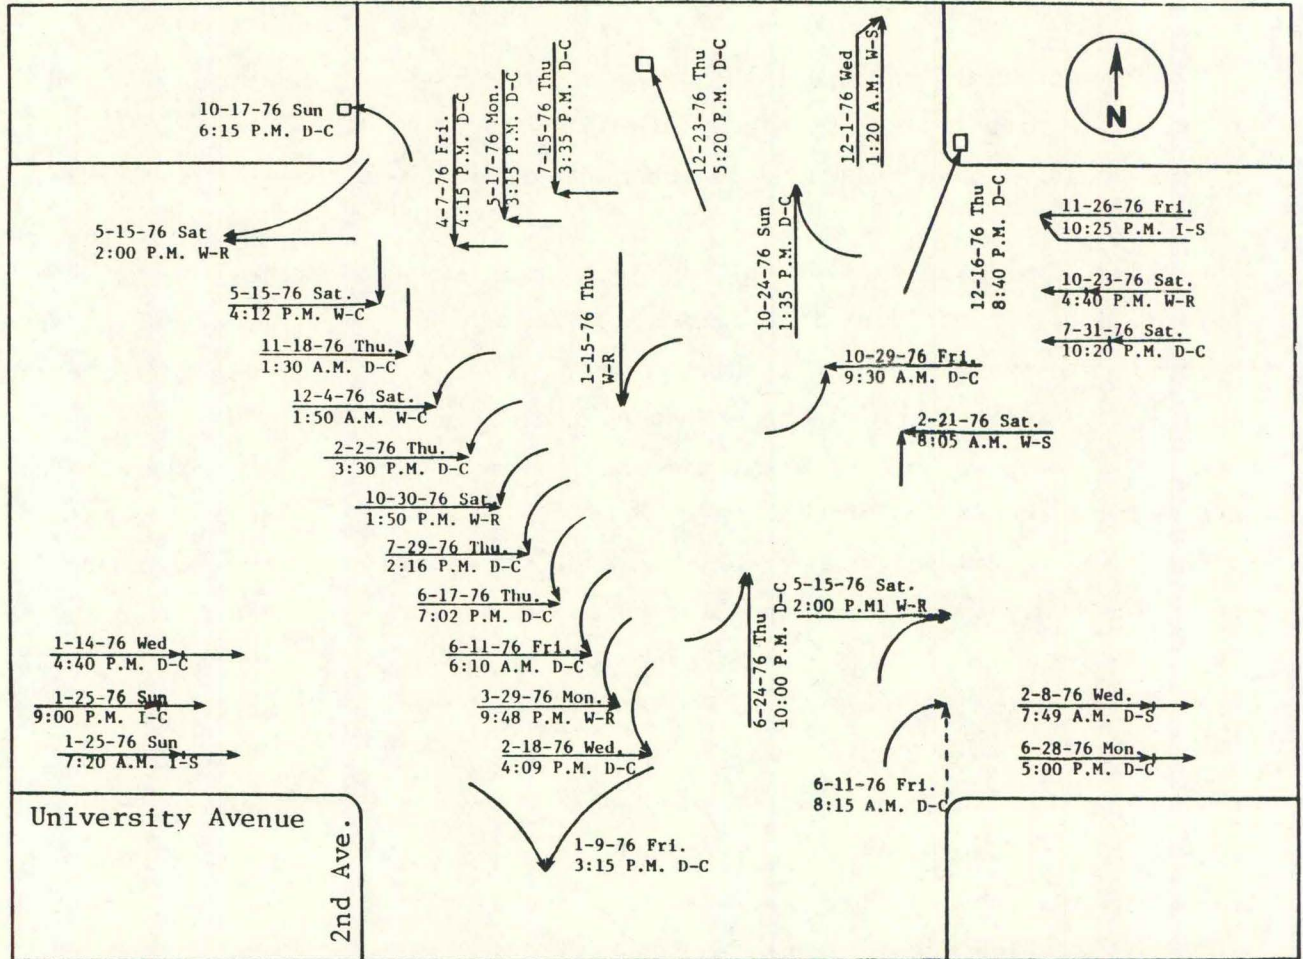 10-17-76 Sun
6:15 P.M. D-C
4-7-76 Fri.
4:15 P.M. D-C
5-17-76 Mon.
3:15 P.M. D-C
7-15-76 Thu
3:35 P.M. D-C
12-23-76 Thu
5:20 P.M. D-C
12-1-76 Wed
1:20 A.M. W-S
N
5-15-76 Sat
2:00 P.M. W-R
5-15-76 Sat.
4:12 P.M. W-C
11-18-76 Thu.
1:30 A.M. D-C
12-4-76 Sat.
1:50 A.M. W-C
2-2-76 Thu.
3:30 P.M. D-C
10-30-76 Sat.
1:50 P.M. W-R
7-29-76 Thu.
2:16 P.M. D-C
6-17-76 Thu.
7:02 P.M. D-C
6-11-76 Fri.
6:10 A.M. D-C
3-29-76 Mon.
9:48 P.M. W-R
2-18-76 Wed.
4:09 P.M. D-C
1-15-76 Thu
W-R
10-24-76 Sun
1:35 P.M. D-C
12-16-76 Thu
8:40 P.M. D-C
11-26-76 Fri.
10:25 P.M. I-S
10-23-76 Sat.
4:40 P.M. W-R
7-31-76 Sat.
10:20 P.M. D-C
10-29-76 Fri.
9:30 A.M. D-C
2-21-76 Sat.
8:05 A.M. W-S
6-24-76 Thu
10:00 P.M. D-C
5-15-76 Sat.
2:00 P.M1 W-R
1-14-76 Wed
4:40 P.M. D-C
1-25-76 Sun
9:00 P.M. I-C
1-25-76 Sun
7:20 A.M. I-S
2-8-76 Wed.
7:49 A.M. D-S
6-28-76 Mon.
5:00 P.M. D-C
6-11-76 Fri.
8:15 A.M. D-C
1-9-76 Fri.
3:15 P.M. D-C
University Avenue
2nd Ave.